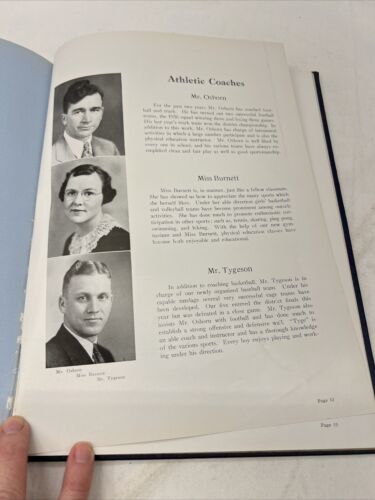 Athletic Coaches
Mr. Osborn
For the past two years Mr. Osborn has coached foot-
ball and track. He has turned out two successful football
teams, the 1936 squad winning three and losing three games.
His last year's track team won the district championship. In
addition to this work, Mr. Osborn has charge of intramural
activities in which a large number participate and is also the
physical education instructor. Mr. Osborn is well liked by
every one in school, and his various teams have always ex-
emplified clean and fair play as well as good sportsmanship.
Miss Burnett
Miss Burnett is, in manner, just like a fellow classmate.
She has showed us how to appreciate the many sports which
she herself likes. Under her able direction girls' basketball
and volleyball teams have become prominent among outside
activities. She has done much to promote enthusiastic par-
ticipation in other sports; such as, tennis, skating, ping pong,
swimming, and hiking. With the help of our new gym-
nasium and Miss Burnett, physical education classes have
become both enjoyable and educational.
Mr. Tygeson
In addition to coaching basketball, Mr. Tygeson is in
charge of our newly organized baseball team. Under his
capable tutelage several very successful cage teams have
been developed. Our five entered the district finals this
year but was defeated in a close game. Mr. Tygeson also
assists Mr. Osborn with football and has done much to
establish a strong offensive and defensive wall. "Tyge" is
an able coach and instructor and has a thorough knowledge
of the various sports. Every boy enjoys playing and work-
ing under his direction.
Mr. Osborn
Miss Burnett
Mr. Tygeson
Page 12
Page 13